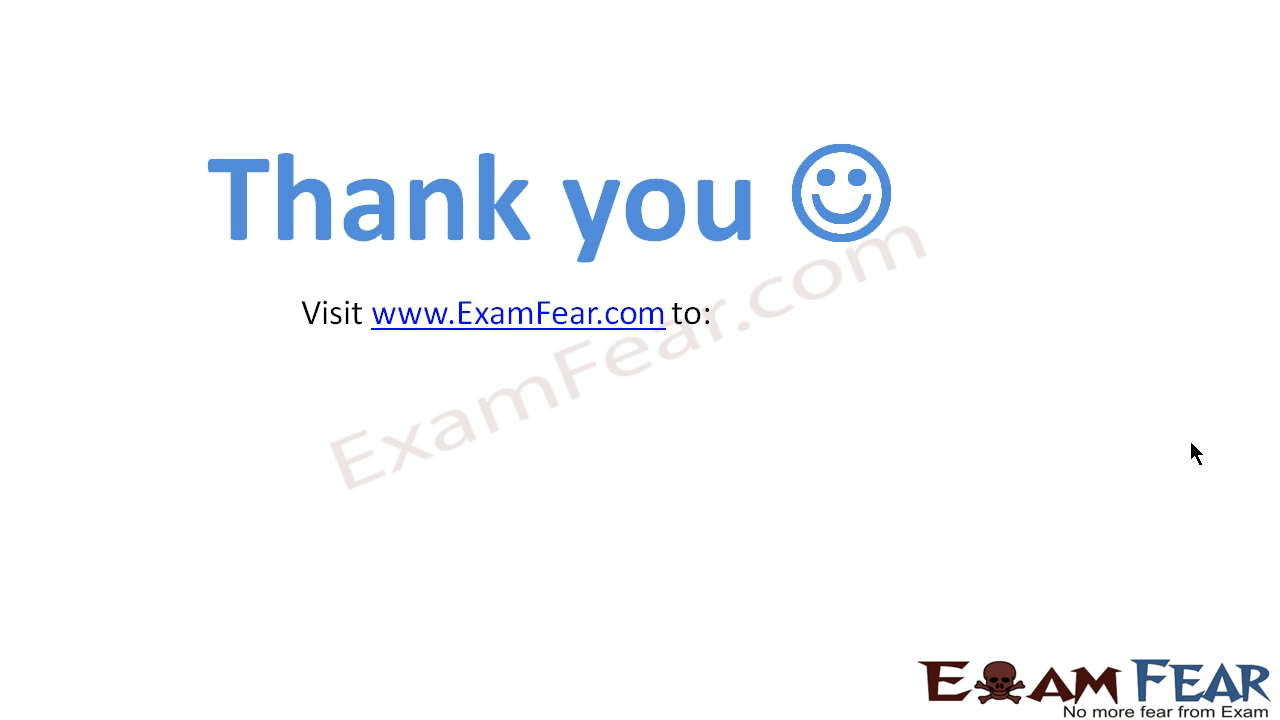 Thank you ☺
Visit www.ExamFear.com to:
ExamFear.com
EXAM FEAR
No more fear from Exam